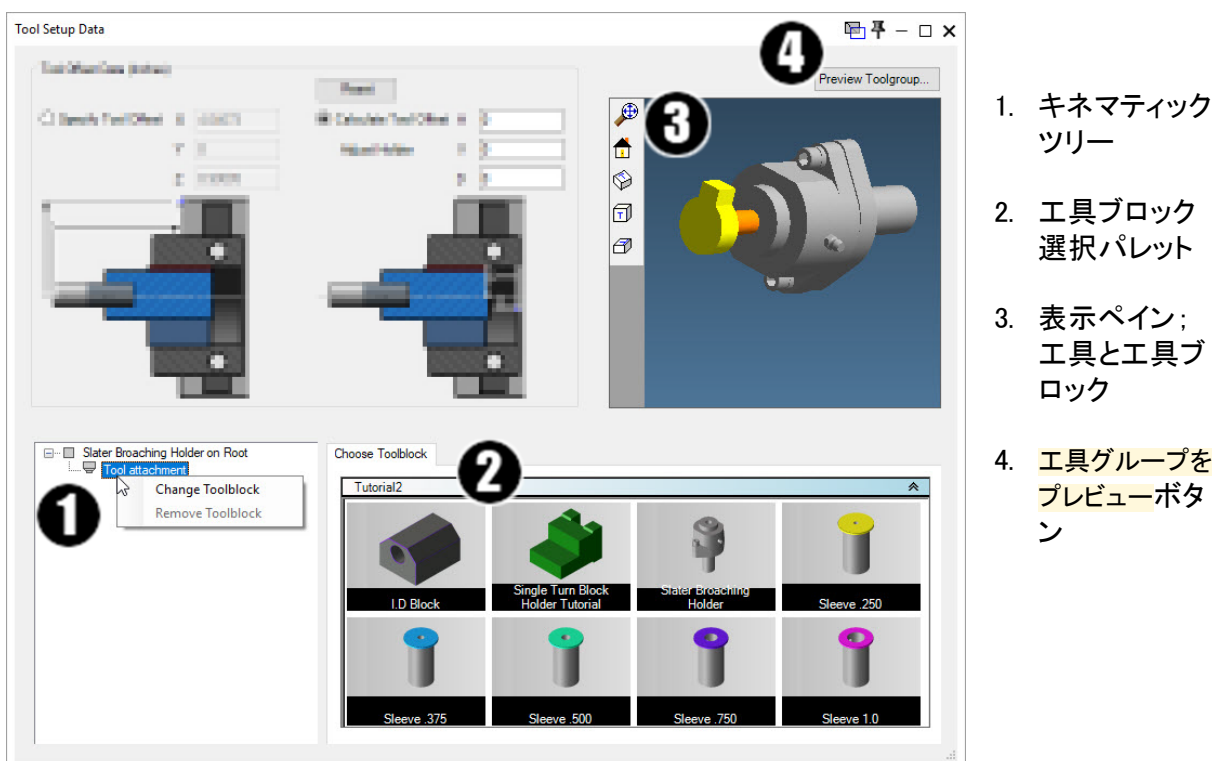 Tool Setup Data
4
Preview Toolgroup...
3
Slater Broaching Holder on Root
Tool attachment
Change Toolblock
Remove Toolblock
1
Choose Toolblock
2
Tutorial2
I.D Block
Single Turn Block
Holder Tutorial
Slater Broaching
Holder
Sleeve .250
Sleeve .375
Sleeve .500
Sleeve .750
Sleeve 1.0
1. キネマティック
ツリー
2. 工具ブロック
選択パレット
3. 表示ペイン;
工具と工具ブ
ロック
4. 工具グループを
プレビューボタ
ン